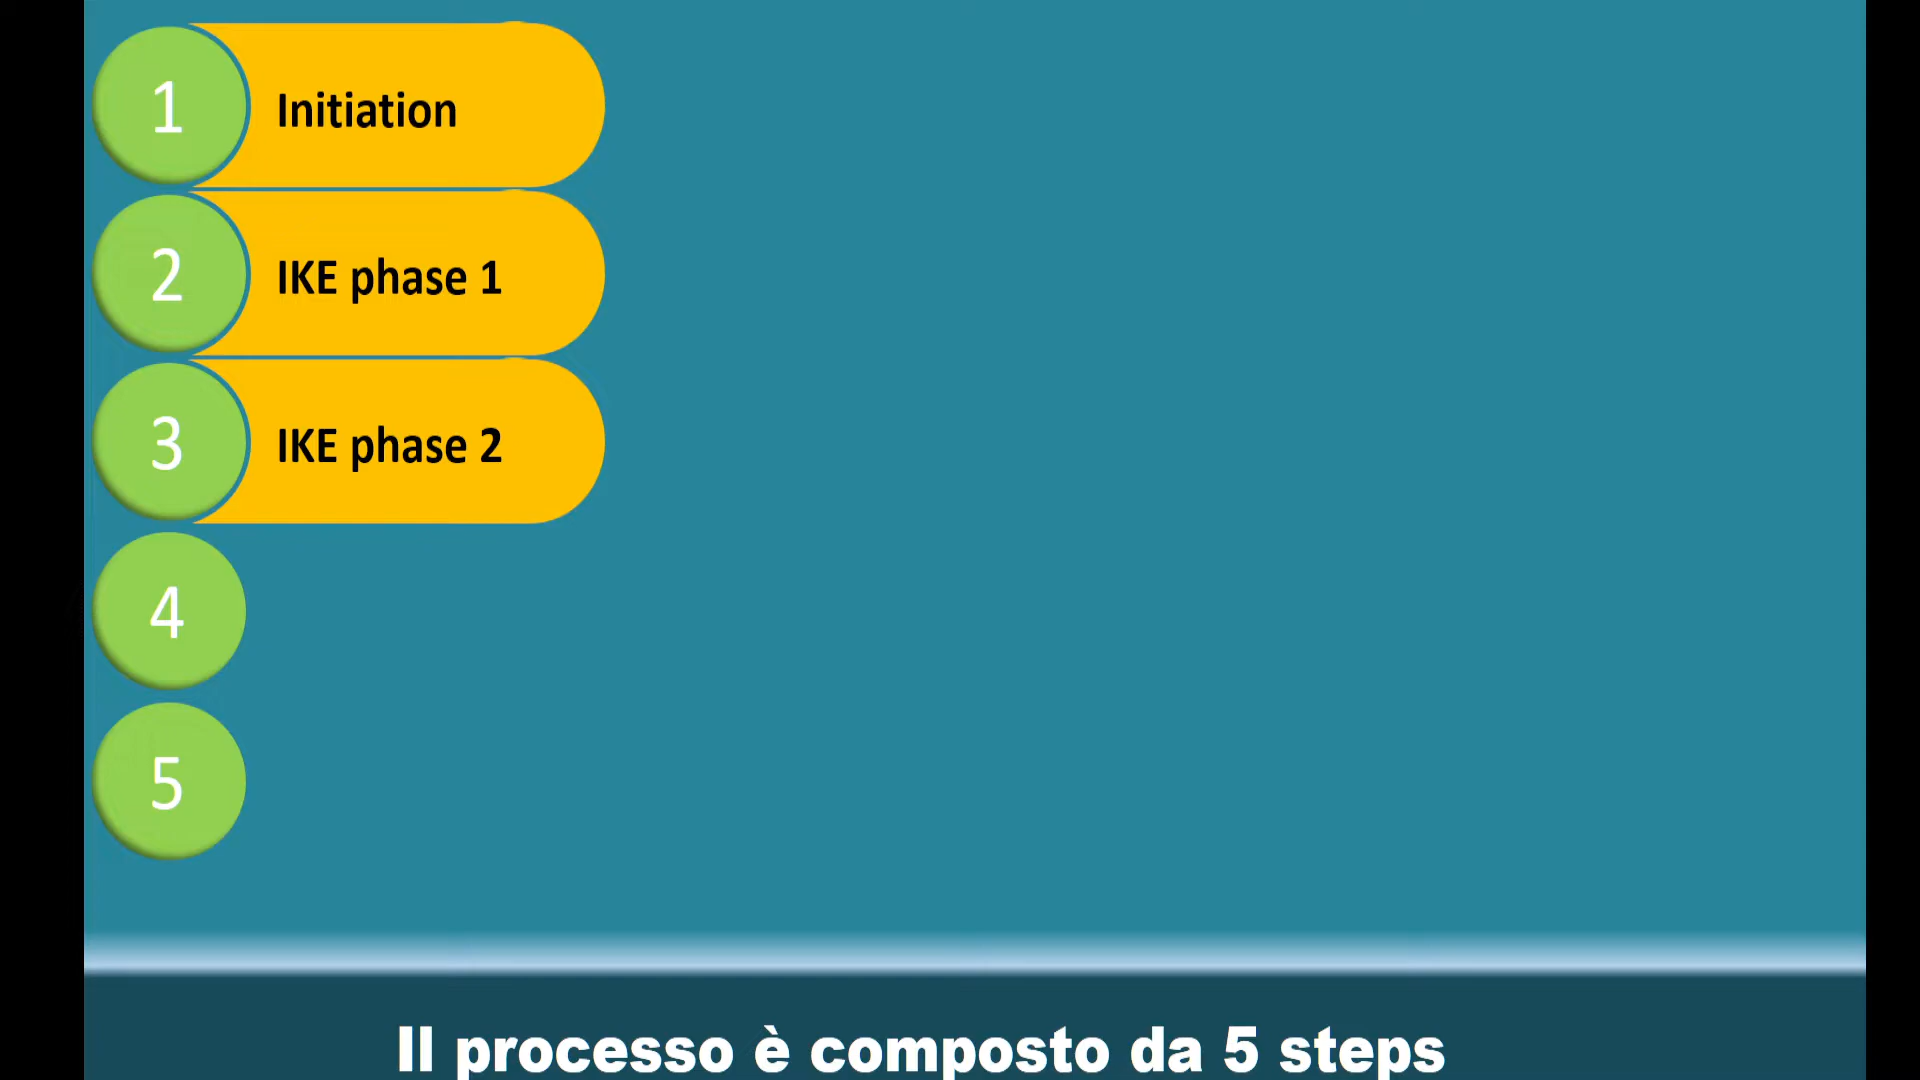 1 Initiation
2 IKE phase 1
3 IKE phase 2
4
5
Il processo è composto da 5 steps